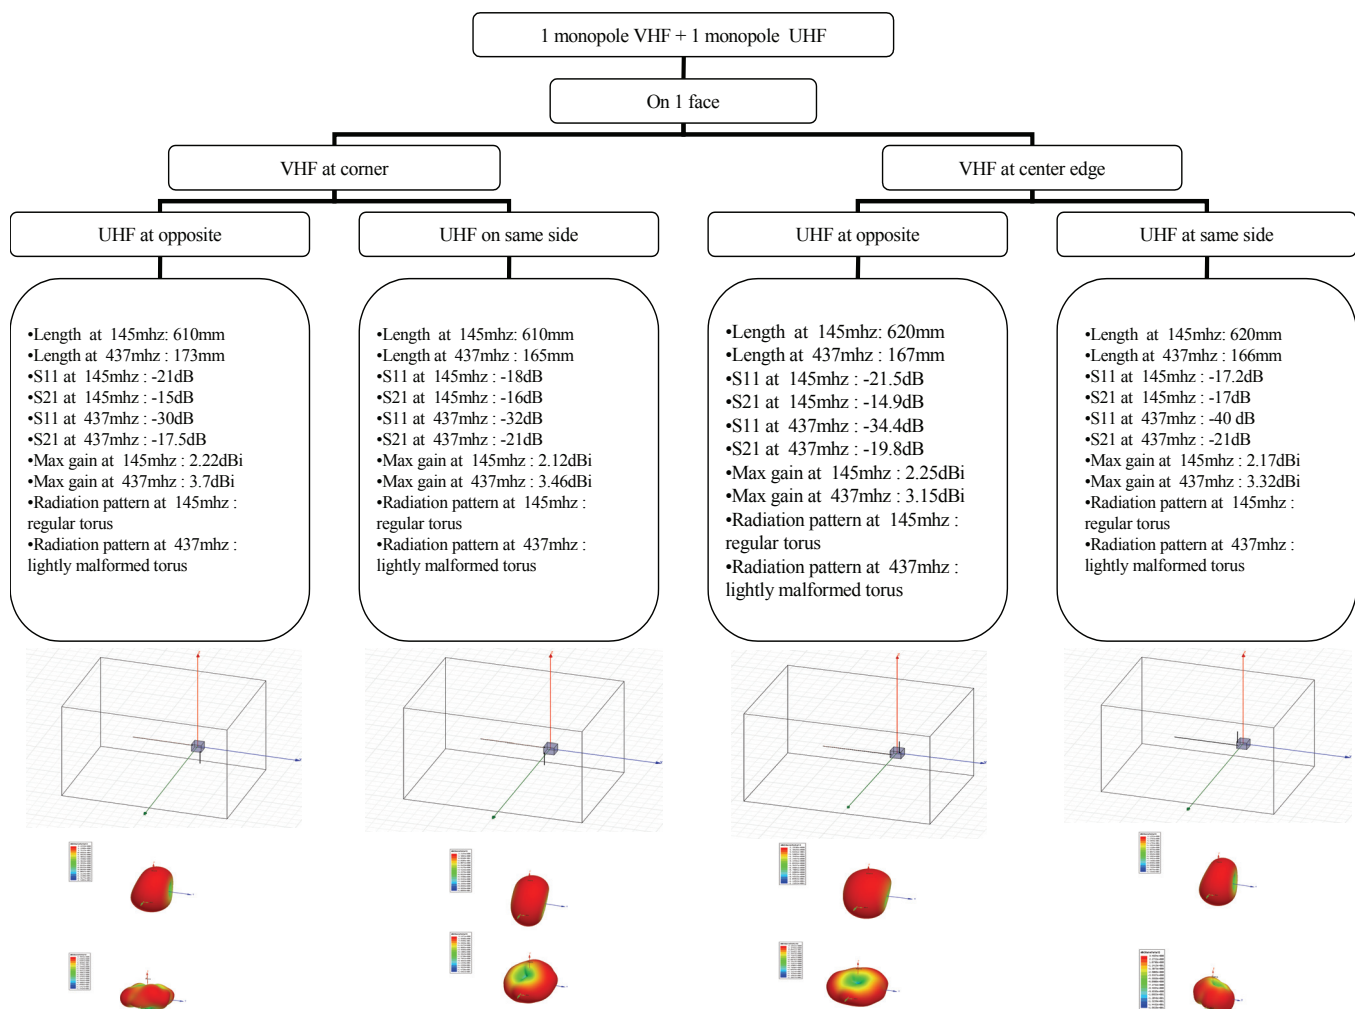 1 monopole VHF + 1 monopole UHF
On 1 face
VHF at corner
VHF at center edge
UHF at opposite
UHF on same side
UHF at opposite
UHF at same side
•Length at 145mhz: 610mm
•Length at 437mhz : 173mm
•S11 at 145mhz : -21dB
•S21 at 145mhz : -15dB
•S11 at 437mhz : -30dB
•S21 at 437mhz : -17.5dB
•Max gain at 145mhz : 2.22dBi
•Max gain at 437mhz : 3.7dBi
•Radiation pattern at 145mhz :
regular torus
•Radiation pattern at 437mhz :
lightly malformed torus
•Length at 145mhz: 610mm
•Length at 437mhz : 165mm
•S11 at 145mhz : -18dB
•S21 at 145mhz : -16dB
•S11 at 437mhz : -32dB
•S21 at 437mhz : -21dB
•Max gain at 145mhz : 2.12dBi
•Max gain at 437mhz : 3.46dBi
•Radiation pattern at 145mhz :
regular torus
•Radiation pattern at 437mhz :
lightly malformed torus
•Length at 145mhz: 620mm
•Length at 437mhz : 167mm
•S11 at 145mhz : -21.5dB
•S21 at 145mhz : -14.9dB
•S11 at 437mhz : -34.4dB
•S21 at 437mhz : -19.8dB
•Max gain at 145mhz : 2.25dBi
•Max gain at 437mhz : 3.15dBi
•Radiation pattern at 145mhz :
regular torus
•Radiation pattern at 437mhz :
lightly malformed torus
•Length at 145mhz: 620mm
•Length at 437mhz : 166mm
•S11 at 145mhz : -17.2dB
•S21 at 145mhz : -17dB
•S11 at 437mhz : -40 dB
•S21 at 437mhz : -21dB
•Max gain at 145mhz : 2.17dBi
•Max gain at 437mhz : 3.32dBi
•Radiation pattern at 145mhz :
regular torus
•Radiation pattern at 437mhz :
lightly malformed torus